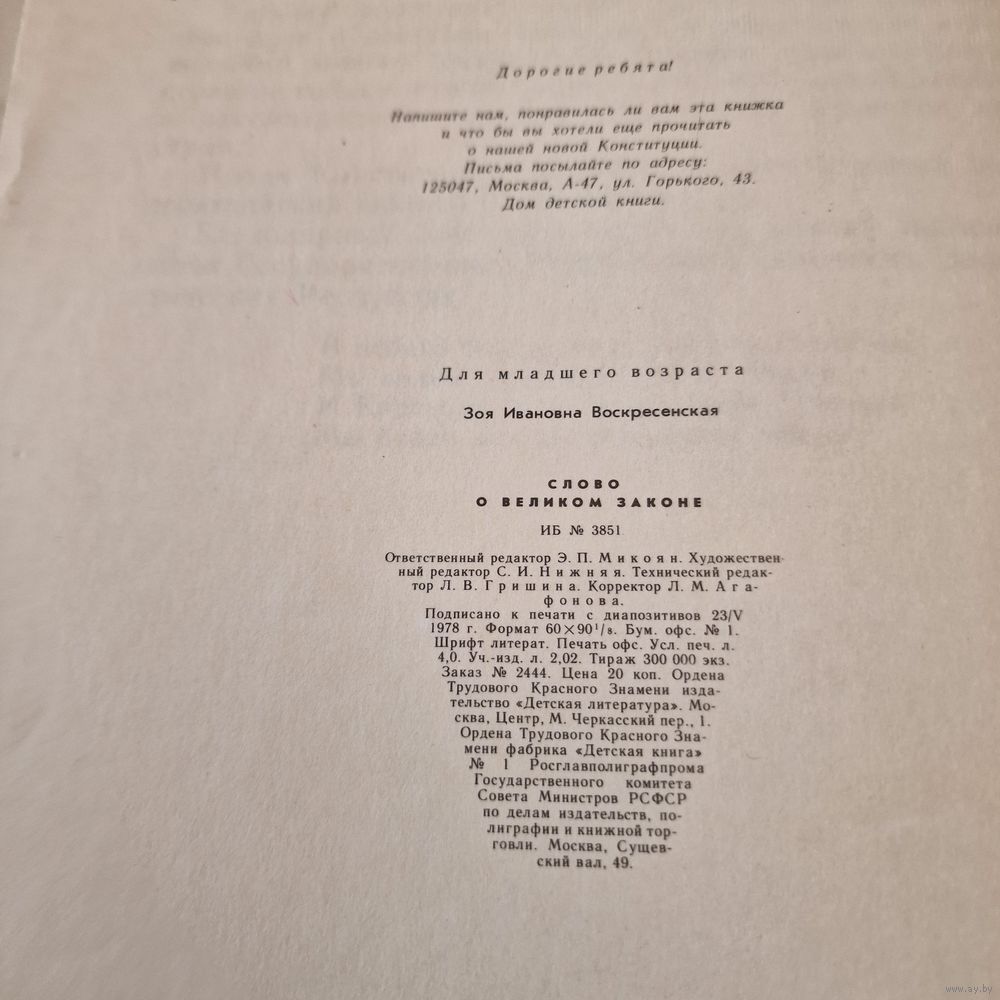 Дорогие ребята!
Напишите нам, понравилась ли вам эта книжка
и что бы вы хотели еще прочитать
о нашей новой Конституции.
Письма посылайте по адресу:
125047, Москва, А-47, ул. Горького, 43.
Дом детской книги.
Для младшего возраста
Зоя Ивановна Воскресенская
СЛОВО
О ВЕЛИКОМ ЗАКОНЕ
ИБ № 3851
Ответственный редактор Э. П. Микоян. Художествен-
ный редактор С. И. Нижняя. Технический редак-
тор Л. В. Гришина. Корректор Л. М. Ага-
фонова.
Подписано к печати с диапозитивов 23/V
1978 г. Формат 60×90¹/₈. Бум. офс. № 1.
Шрифт литерат. Печать офс. Усл. печ. л.
4,0. Уч.-изд. л. 2,02. Тираж 300 000 экз.
Заказ № 2444. Цена 20 коп. Ордена
Трудового Красного Знамени изда-
тельство «Детская литература». Мо-
сква, Центр, М. Черкасский пер., 1.
Ордена Трудового Красного Зна-
мени фабрика «Детская книга»
№ 1 Росглавполиграфпрома
Государственного комитета
Совета Министров РСФСР
по делам издательств, по-
лиграфии и книжной тор-
говли. Москва, Сущев-
ский вал, 49.
www.ay.by